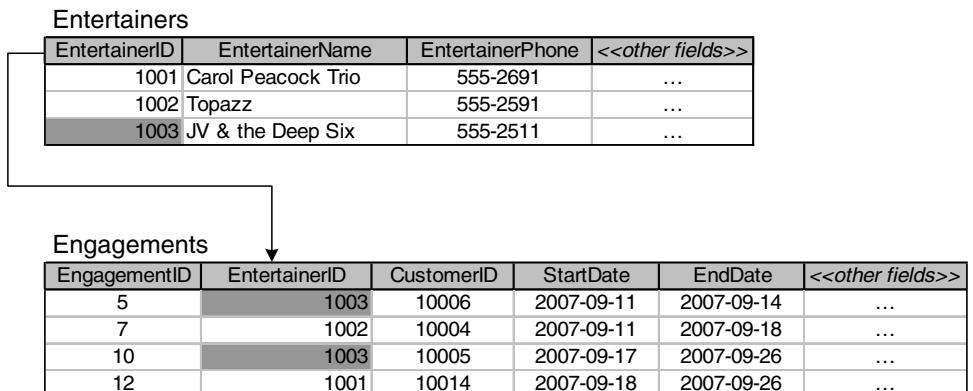 Entertainers
EntertainerID EntertainerName EntertainerPhone <<other fields>>
1001 Carol Peacock Trio 555-2691 …
1002 Topazz 555-2591 …
1003 JV & the Deep Six 555-2511 …
Engagements
EngagementID EntertainerID CustomerID StartDate EndDate <<other fields>>
5 1003 10006 2007-09-11 2007-09-14 …
7 1002 10004 2007-09-11 2007-09-18 …
10 1003 10005 2007-09-17 2007-09-26 …
12 1001 10014 2007-09-18 2007-09-26 …